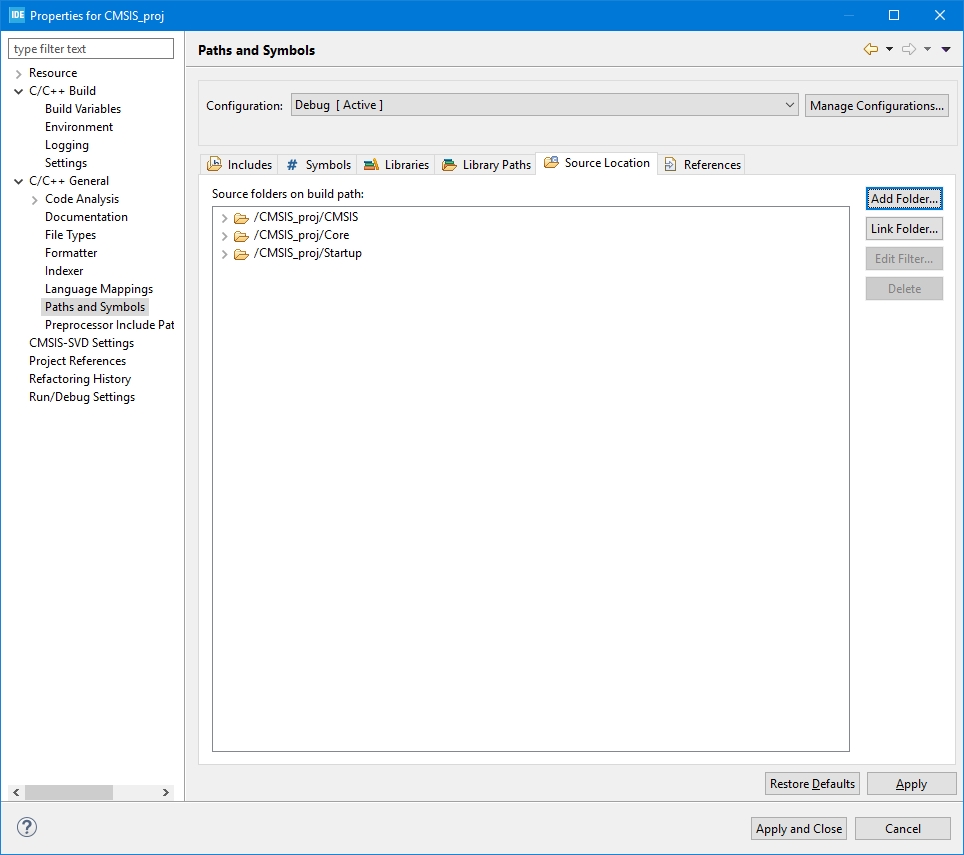 IDE Properties for CMSIS_proj
type filter text
Resource
C/C++ Build
Build Variables
Environment
Logging
Settings
C/C++ General
Code Analysis
Documentation
File Types
Formatter
Indexer
Language Mappings
Paths and Symbols
Preprocessor Include Pat
CMSIS-SVD Settings
Project References
Refactoring History
Run/Debug Settings
Paths and Symbols
Configuration: Debug [ Active ] Manage Configurations...
Includes # Symbols Libraries Library Paths Source Location References
Source folders on build path:
/CMSIS_proj/CMSIS
/CMSIS_proj/Core
/CMSIS_proj/Startup
Add Folder...
Link Folder...
Edit Filter...
Delete
Restore Defaults Apply
? Apply and Close Cancel